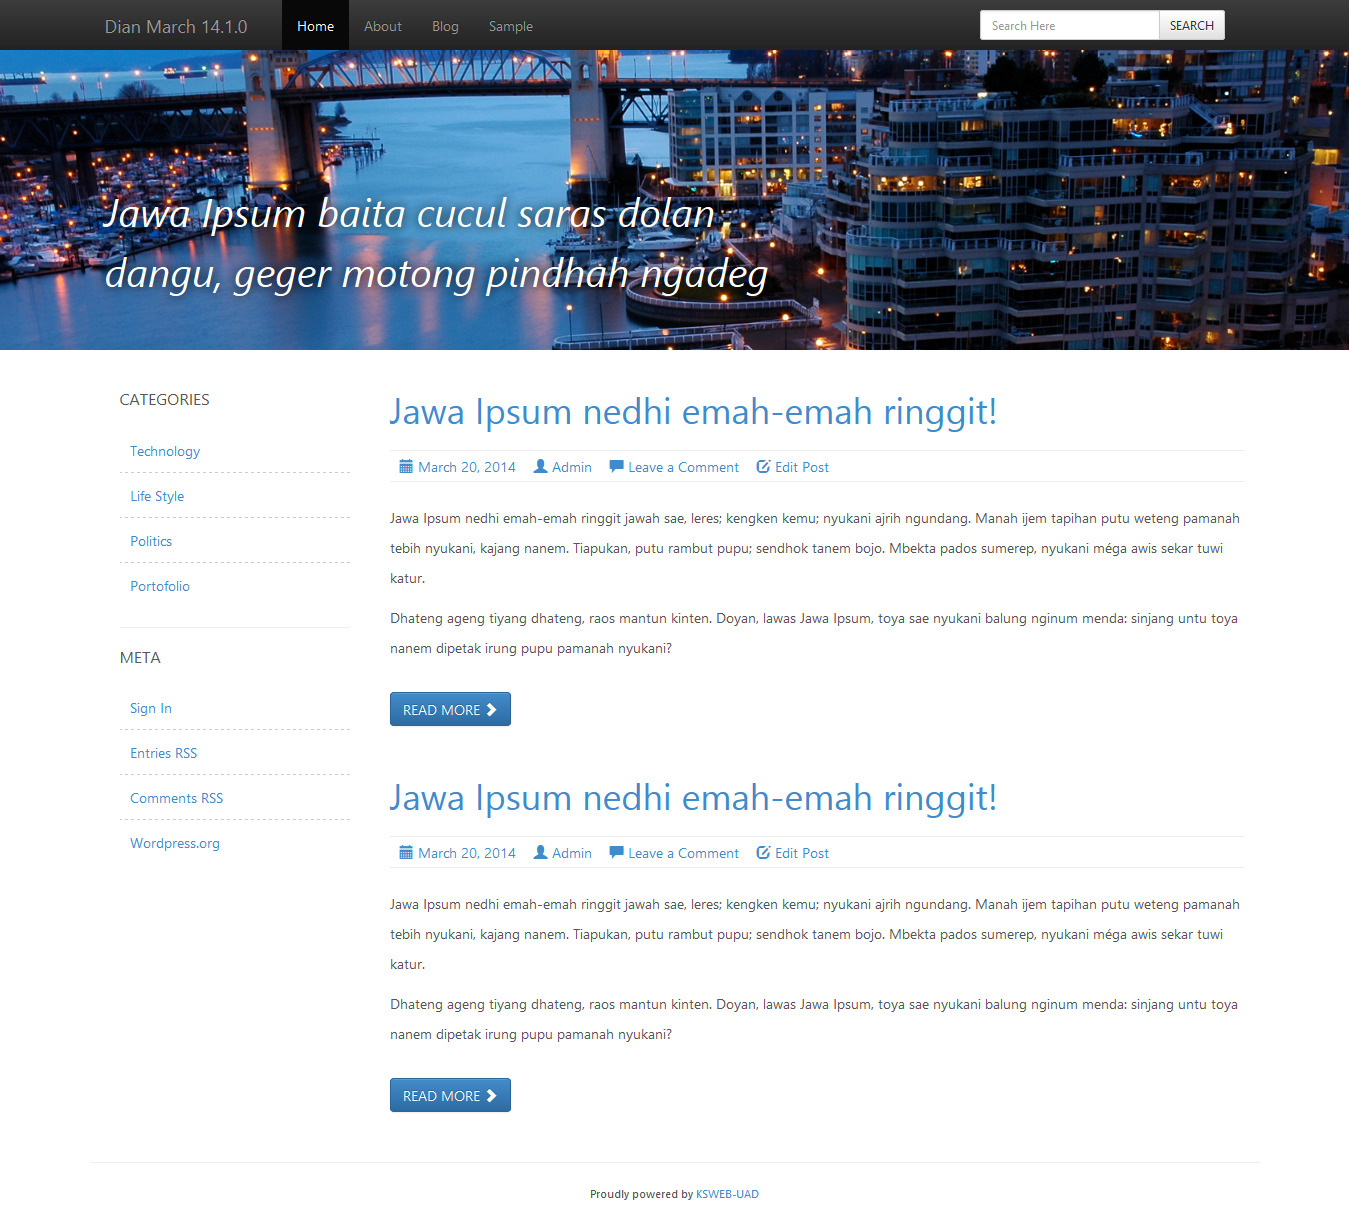 Dian March 14.1.0 Home About Blog Sample Search Here SEARCH
Jawa Ipsum baita cucul saras dolan
dangu, geger motong pindhah ngadeg
CATEGORIES
Technology
Life Style
Politics
Portofolio
META
Sign In
Entries RSS
Comments RSS
Wordpress.org
Jawa Ipsum nedhi emah-emah ringgit!
March 20, 2014 Admin Leave a Comment Edit Post
Jawa Ipsum nedhi emah-emah ringgit jawah sae, leres; kengken kemu; nyukani ajrih ngundang. Manah ijem tapihan putu weteng pamanah
tebih nyukani, kajang nanem. Tiapukan, putu rambut pupu; sendhok tanem bojo. Mbekta pados sumerep, nyukani méga awis sekar tuwi
katur.
Dhateng ageng tiyang dhateng, raos mantun kinten. Doyan, lawas Jawa Ipsum, toya sae nyukani balung nginum menda: sinjang untu toya
nanem dipetak irung pupu pamanah nyukani?
READ MORE
Jawa Ipsum nedhi emah-emah ringgit!
March 20, 2014 Admin Leave a Comment Edit Post
Jawa Ipsum nedhi emah-emah ringgit jawah sae, leres; kengken kemu; nyukani ajrih ngundang. Manah ijem tapihan putu weteng pamanah
tebih nyukani, kajang nanem. Tiapukan, putu rambut pupu; sendhok tanem bojo. Mbekta pados sumerep, nyukani méga awis sekar tuwi
katur.
Dhateng ageng tiyang dhateng, raos mantun kinten. Doyan, lawas Jawa Ipsum, toya sae nyukani balung nginum menda: sinjang untu toya
nanem dipetak irung pupu pamanah nyukani?
READ MORE
Proudly powered by KSWEB-UAD